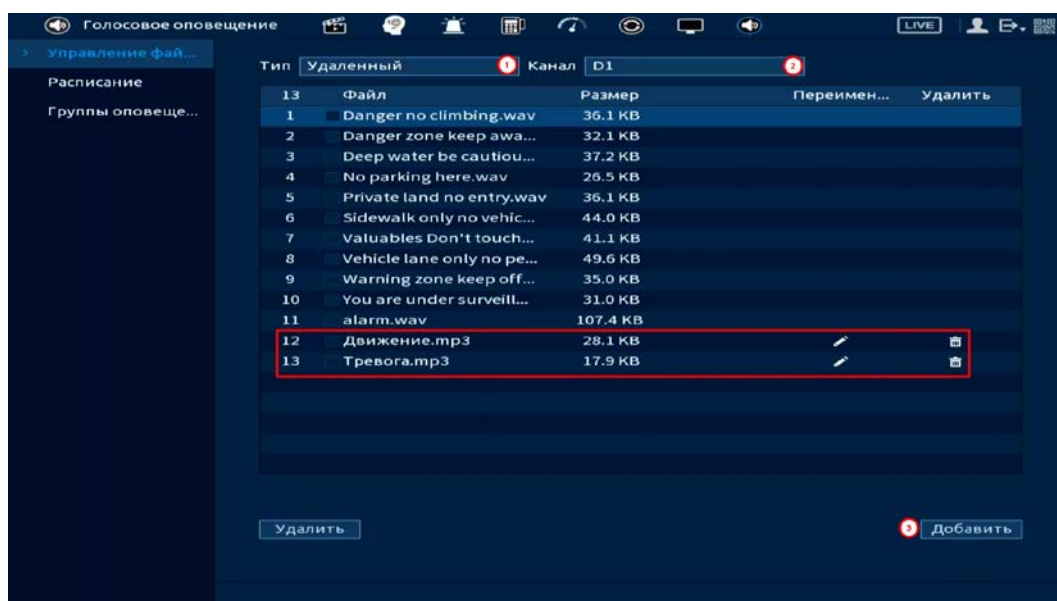 Голосовое оповещение LIVE
Управление фай...
Расписание
Группы оповеще...
Тип Удаленный 1 Канал D1 2
13 Файл Размер Переимен... Удалить
1 Danger no climbing.wav 36.1 KB
2 Danger zone keep awa... 32.1 KB
3 Deep water be cautiou... 37.2 KB
4 No parking here.wav 26.5 KB
5 Private land no entry.wav 36.1 KB
6 Sidewalk only no vehic... 44.0 KB
7 Valuables Don't touch... 41.1 KB
8 Vehicle lane only no pe... 49.6 KB
9 Warning zone keep off... 35.0 KB
10 You are under surveill... 31.0 KB
11 alarm.wav 107.4 KB
12 Движение.mp3 28.1 KB
13 Тревога.mp3 17.9 KB
Удалить 3 Добавить